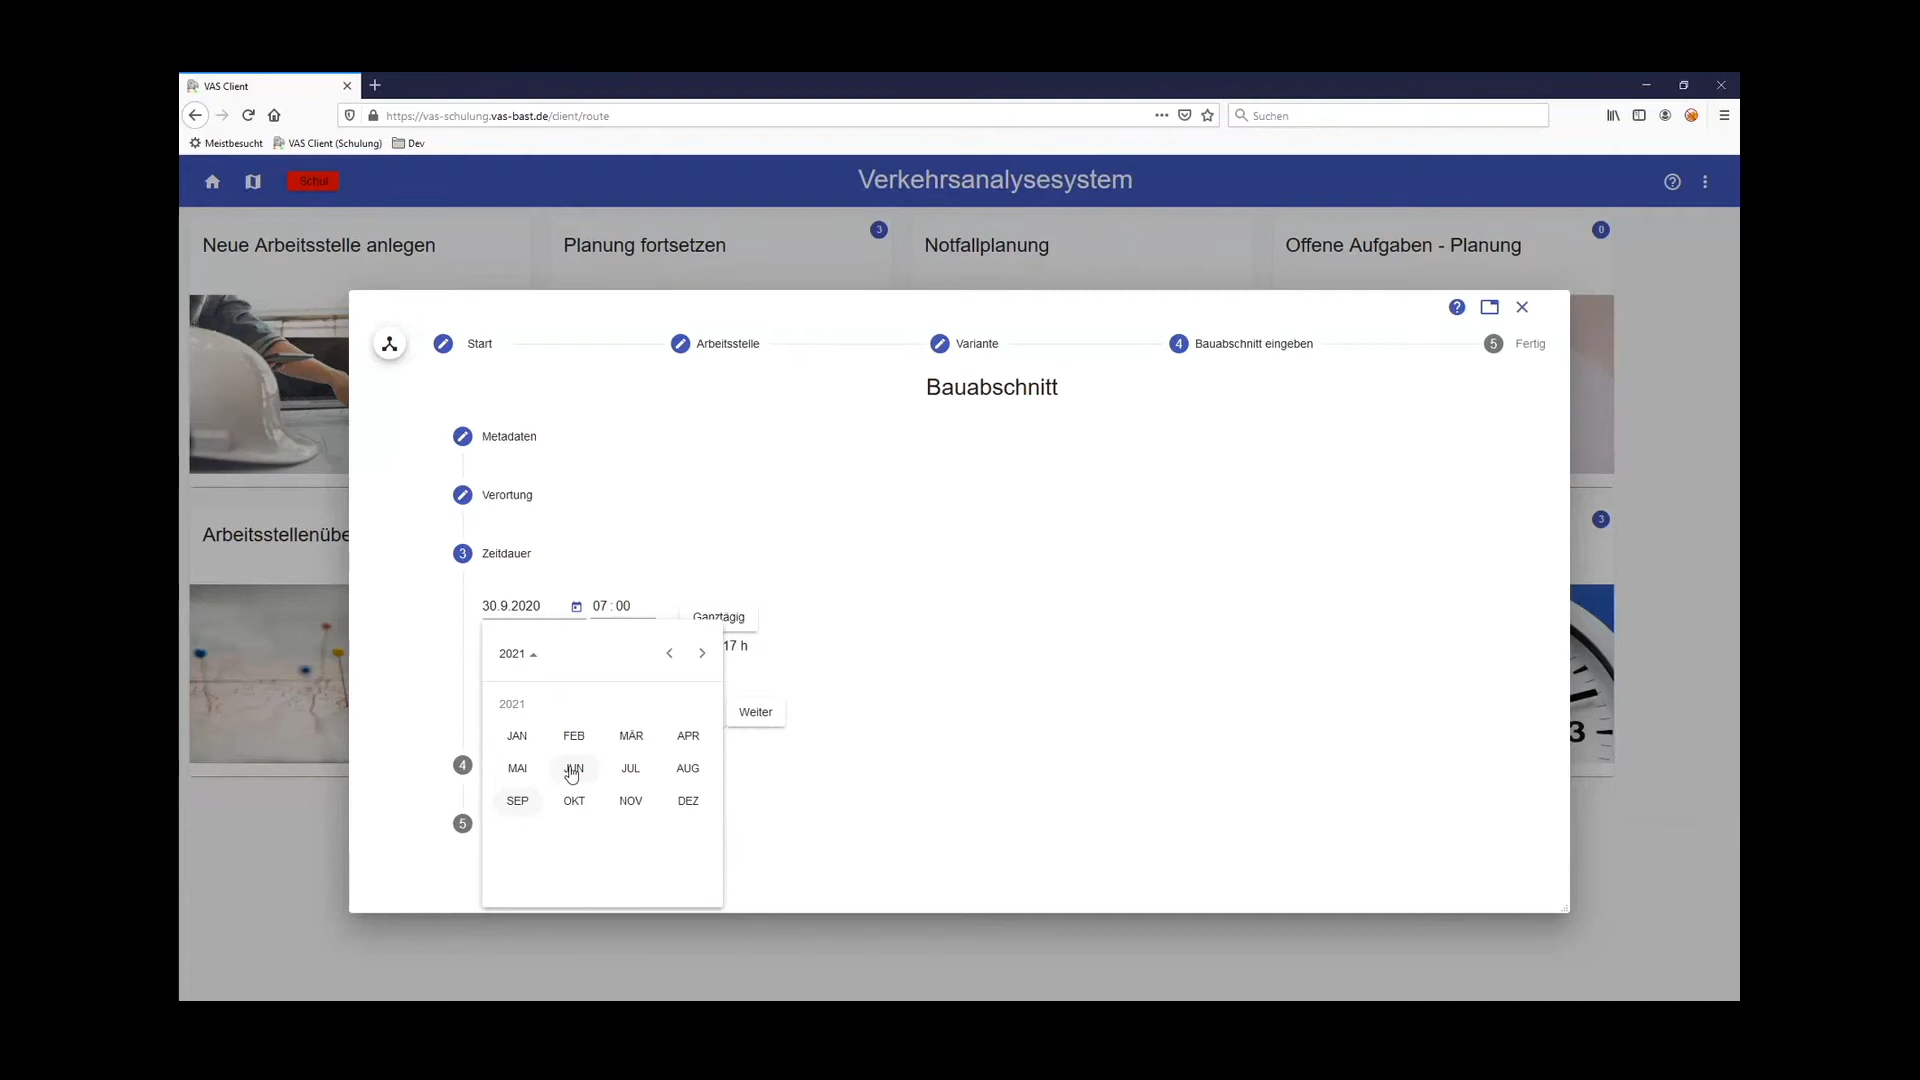 VAS Client
https://vas-schulung.vas-bast.de/client/route
Suchen
Meistbesucht VAS Client (Schulung) Dev
Schul
Verkehrsanalysesystem
Neue Arbeitsstelle anlegen
Planung fortsetzen
3
Notfallplanung
Offene Aufgaben - Planung
0
Start
Arbeitsstelle
Variante
4 Bauabschnitt eingeben
5 Fertig
Bauabschnitt
Metadaten
Verortung
Arbeitsstellenübe
3
3 Zeitdauer
30.9.2020 07 : 00
Ganztägig
17 h
2021
2021
Weiter
JAN FEB MÄR APR
MAI JUN JUL AUG
SEP OKT NOV DEZ
4
5
3